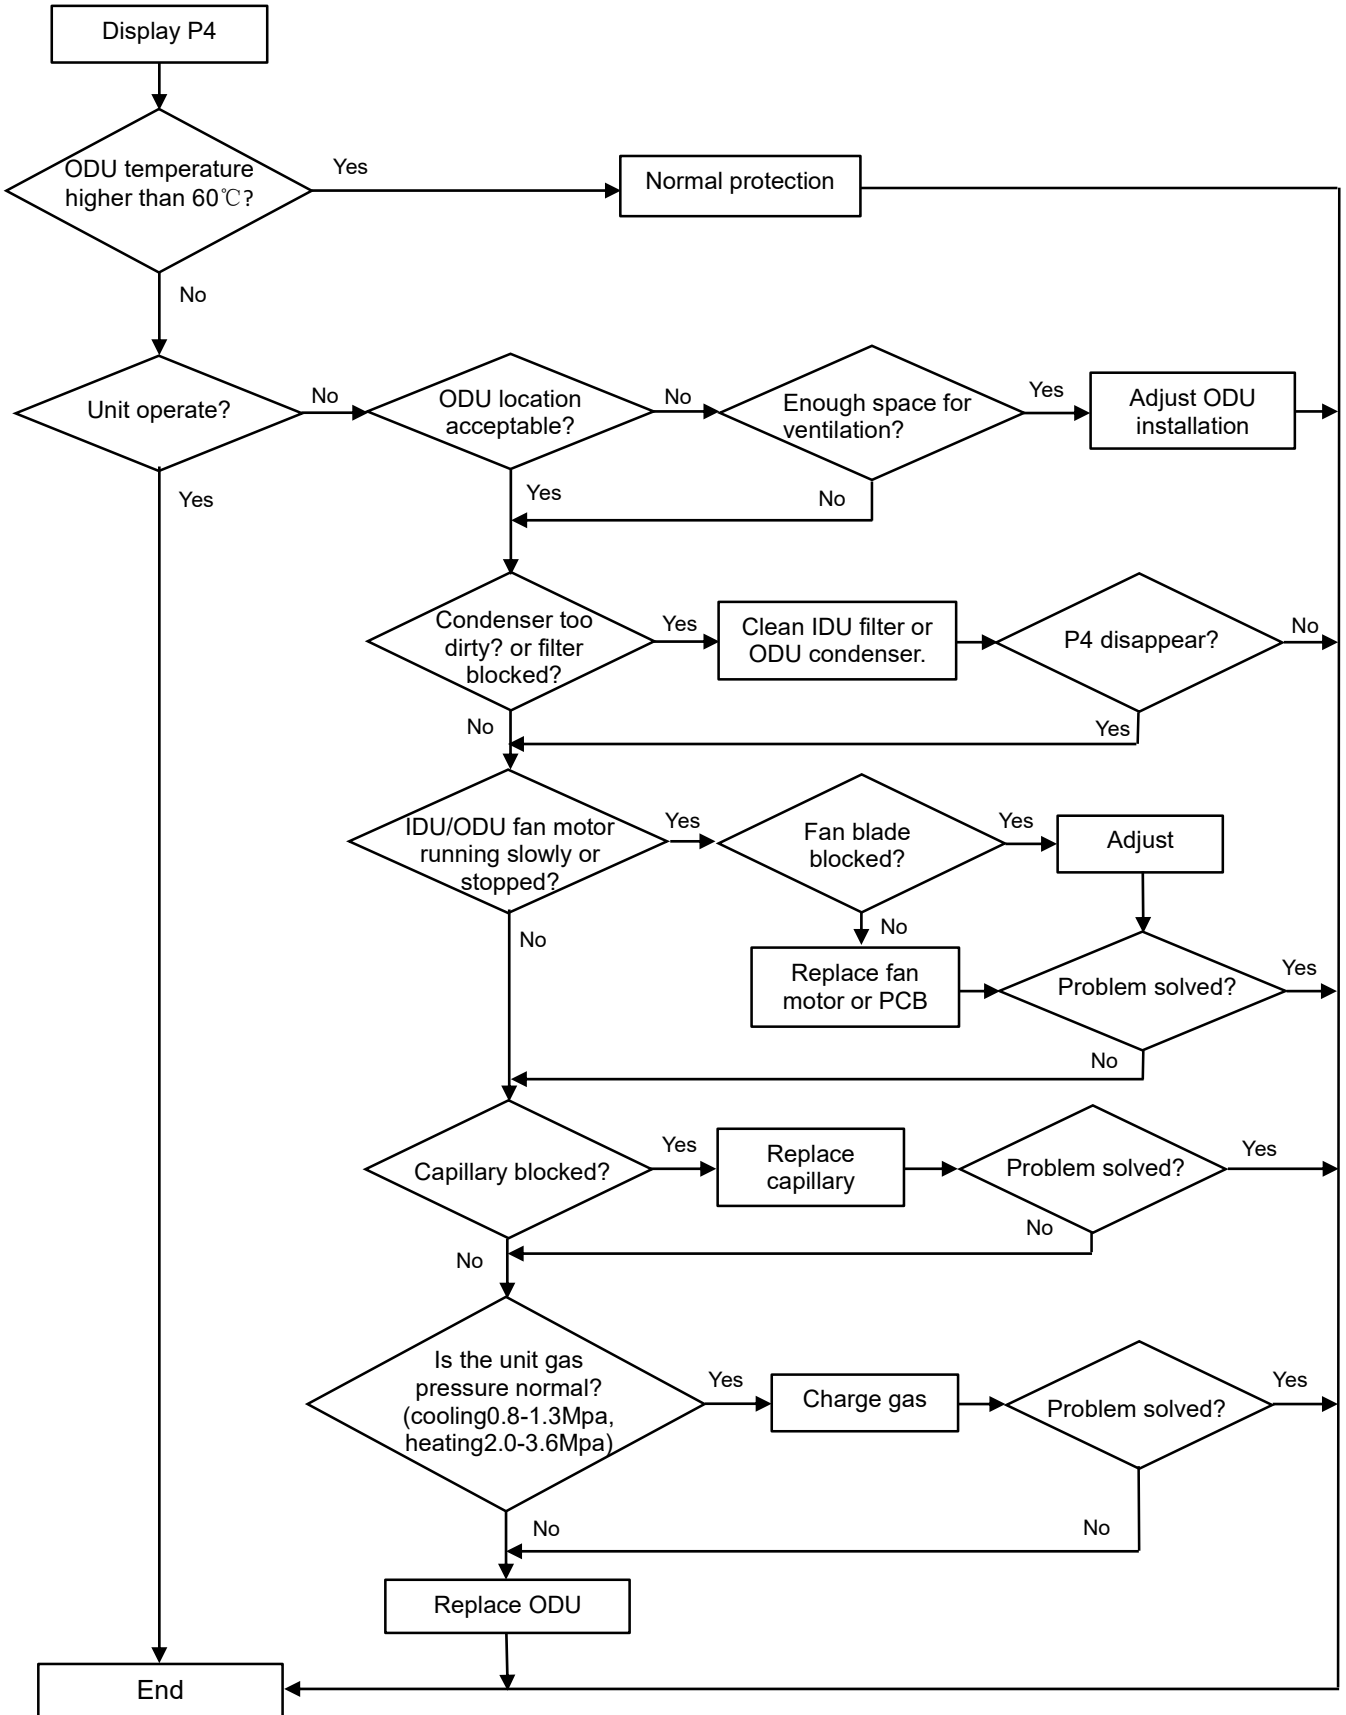 Display P4
ODU temperature
higher than 60℃?
Yes
Normal protection
No
Unit operate?
No
ODU location
acceptable?
No
Enough space for
ventilation?
Yes
Adjust ODU
installation
Yes
Yes
No
Condenser too
dirty? or filter
blocked?
Yes
Clean IDU filter or
ODU condenser.
P4 disappear?
No
No
Yes
IDU/ODU fan motor
running slowly or
stopped?
Yes
Fan blade
blocked?
Yes
Adjust
No
No
Replace fan
motor or PCB
Problem solved?
Yes
No
Capillary blocked?
Yes
Replace
capillary
Problem solved?
Yes
No
No
Is the unit gas
pressure normal?
(cooling0.8-1.3Mpa,
heating2.0-3.6Mpa)
Yes
Charge gas
Problem solved?
Yes
No
No
Replace ODU
End